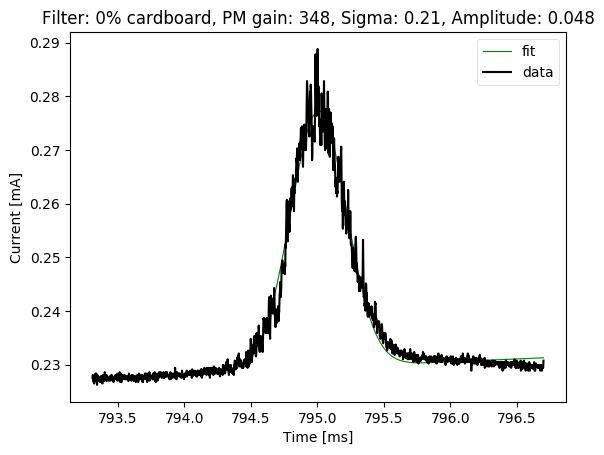 Filter: 0% cardboard, PM gain: 348, Sigma: 0.21, Amplitude: 0.048
fit
data
0.29
0.28
0.27
0.26
0.25
0.24
0.23
Current [mA]
793.5 794.0 794.5 795.0 795.5 796.0 796.5
Time [ms]